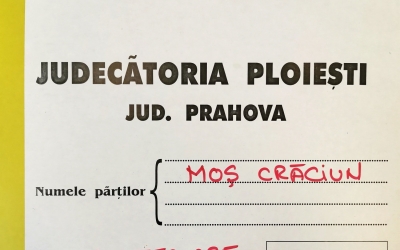 JUDECĂTORIA PLOIEȘTI
JUD. PRAHOVA
MOȘ CRĂCIUN
Numele părților